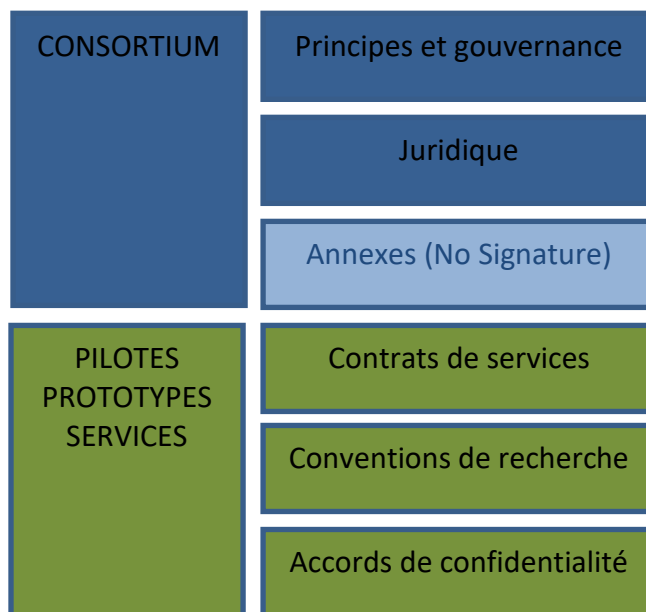 CONSORTIUM
Principes et gouvernance
Juridique
Annexes (No Signature)
PILOTES
PROTOTYPES
SERVICES
Contrats de services
Conventions de recherche
Accords de confidentialité